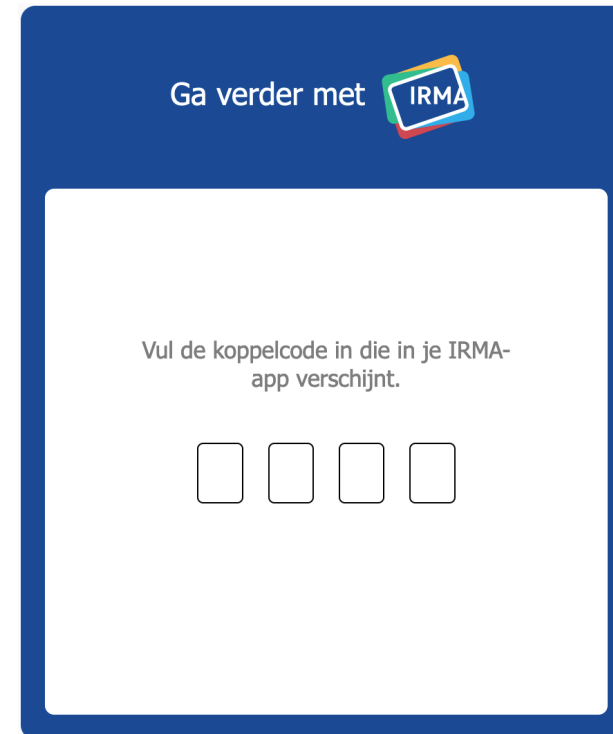 Ga verder met IRMA
Vul de koppelcode in die in je IRMA-
app verschijnt.